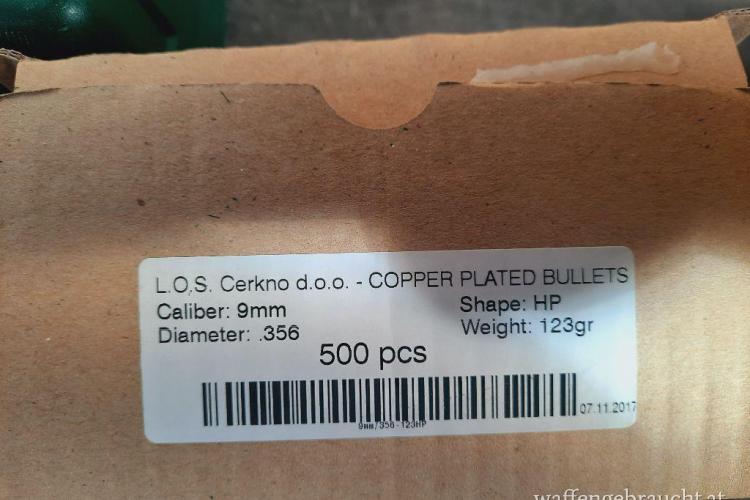 L.O.S. Cerkno d.o.o. - COPPER PLATED BULLETS
Caliber: 9mm Shape: HP
Diameter: .356 Weight: 123gr
500 pcs
07.11.2017
9mm/356-123HP
waffengebraucht.at